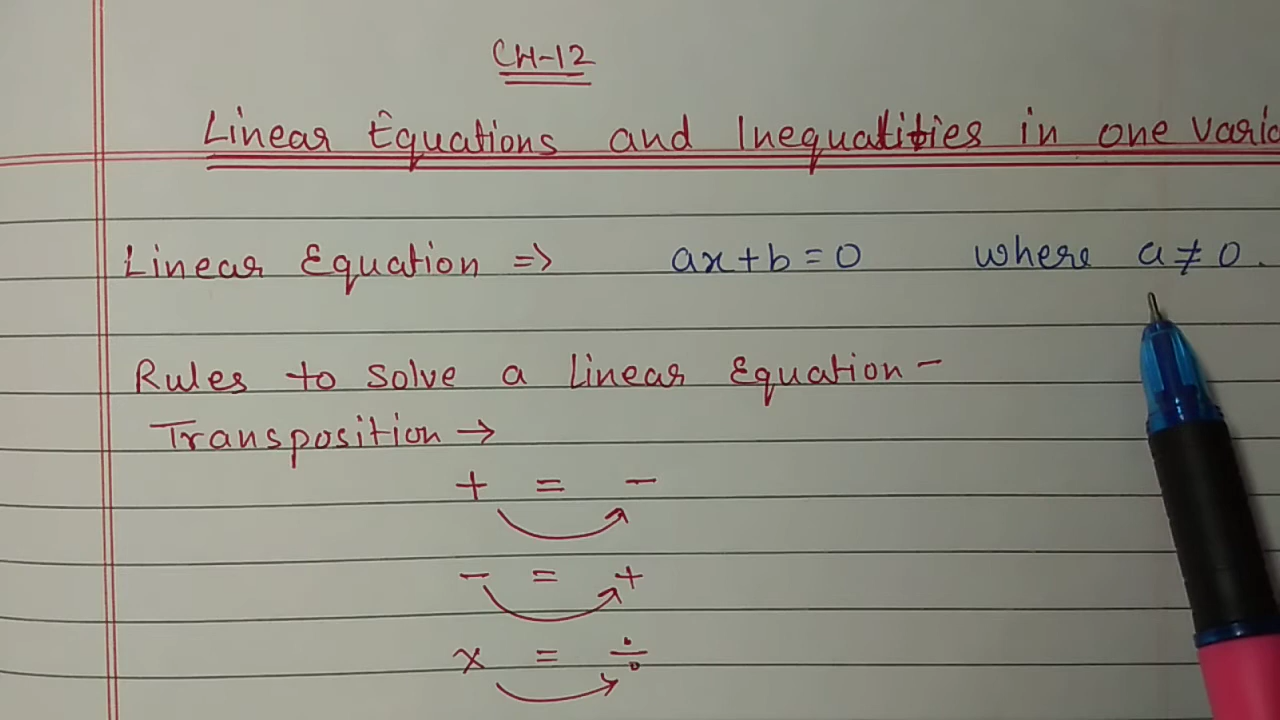 CH-12
Linear Equations and Inequalities in one
Linear Equation => ax+b=0 where a≠0.
Rules to solve a linear Equation-
Transposition→
+ = -
- = +
× = ÷